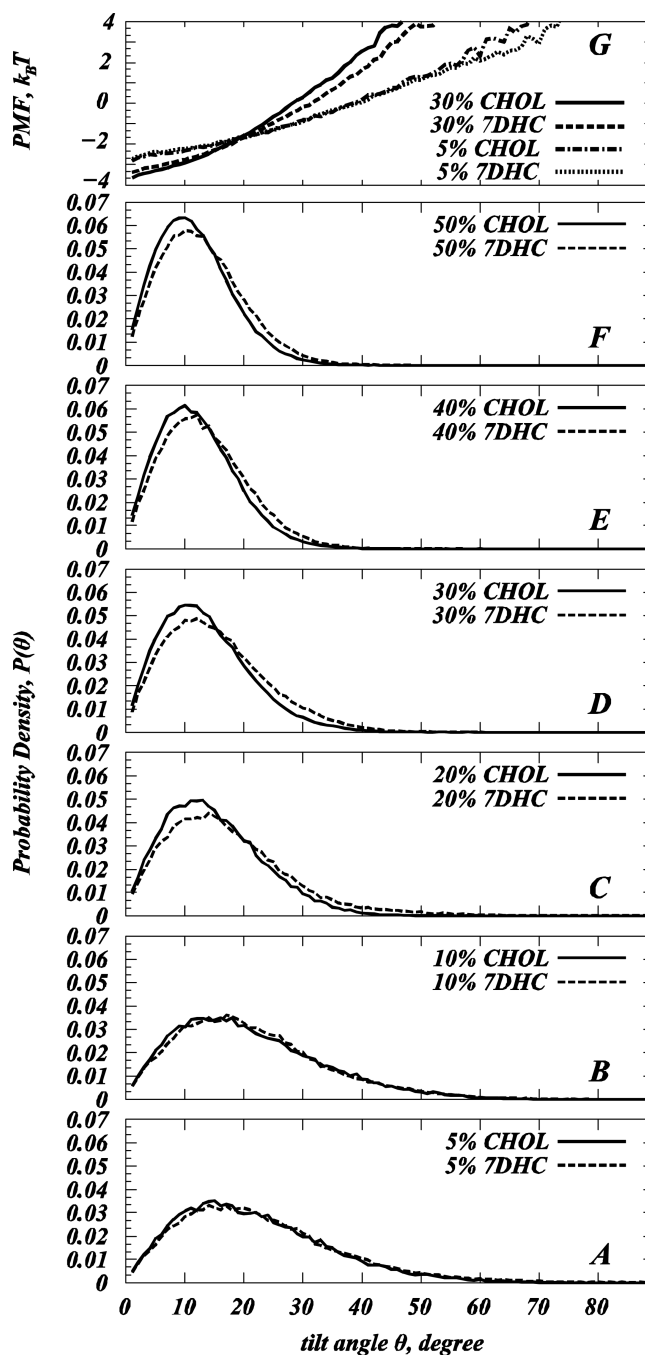 PMF, kBT
4
2
0
−2
−4
G
30% CHOL
30% 7DHC
5% CHOL
5% 7DHC
Probability Density, P(θ)
0.07
0.06
0.05
0.04
0.03
0.02
0.01
0
50% CHOL
50% 7DHC
F
0.07
0.06
0.05
0.04
0.03
0.02
0.01
0
40% CHOL
40% 7DHC
E
0.07
0.06
0.05
0.04
0.03
0.02
0.01
0
30% CHOL
30% 7DHC
D
0.07
0.06
0.05
0.04
0.03
0.02
0.01
0
20% CHOL
20% 7DHC
C
0.07
0.06
0.05
0.04
0.03
0.02
0.01
0
10% CHOL
10% 7DHC
B
0.07
0.06
0.05
0.04
0.03
0.02
0.01
0
5% CHOL
5% 7DHC
A
0 10 20 30 40 50 60 70 80
tilt angle θ, degree